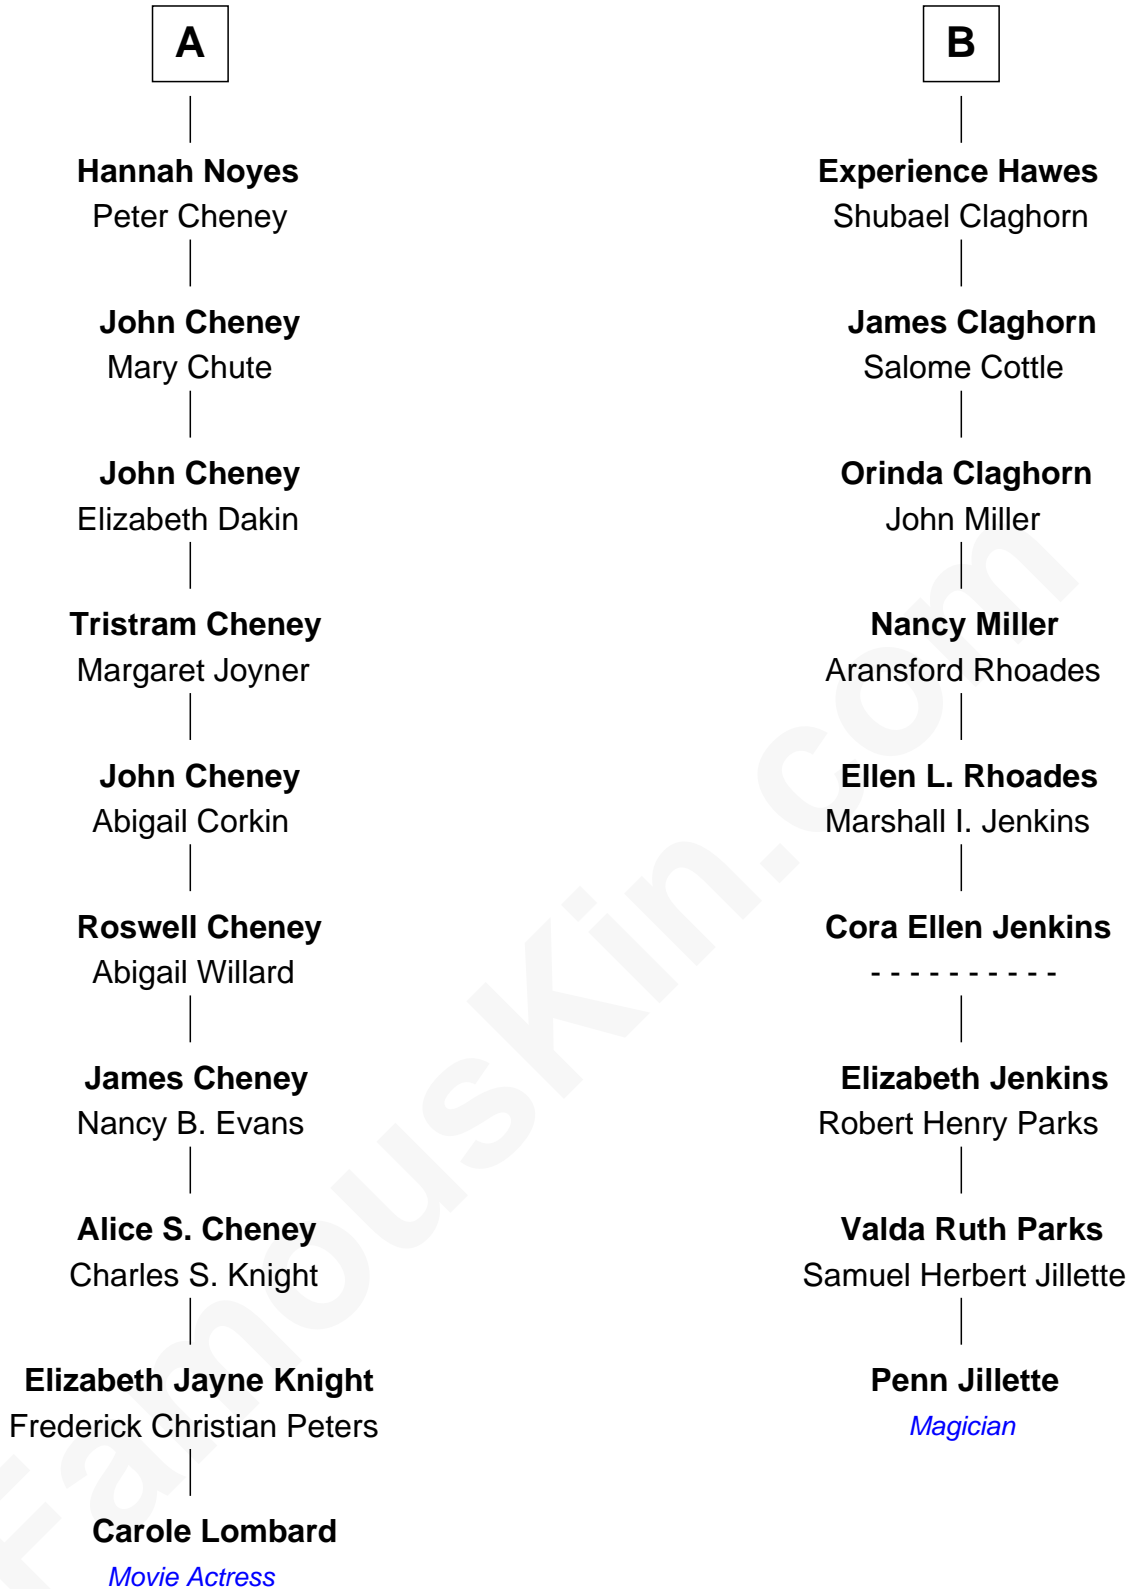 A
Hannah Noyes
Peter Cheney
John Cheney
Mary Chute
John Cheney
Elizabeth Dakin
Tristram Cheney
Margaret Joyner
John Cheney
Abigail Corkin
Roswell Cheney
Abigail Willard
James Cheney
Nancy B. Evans
Alice S. Cheney
Charles S. Knight
Elizabeth Jayne Knight
Frederick Christian Peters
Carole Lombard
Movie Actress
B
Experience Hawes
Shubael Claghorn
James Claghorn
Salome Cottle
Orinda Claghorn
John Miller
Nancy Miller
Aransford Rhoades
Ellen L. Rhoades
Marshall I. Jenkins
Cora Ellen Jenkins
- - - - - - - - - -
Elizabeth Jenkins
Robert Henry Parks
Valda Ruth Parks
Samuel Herbert Jillette
Penn Jillette
Magician
FamousKin.com